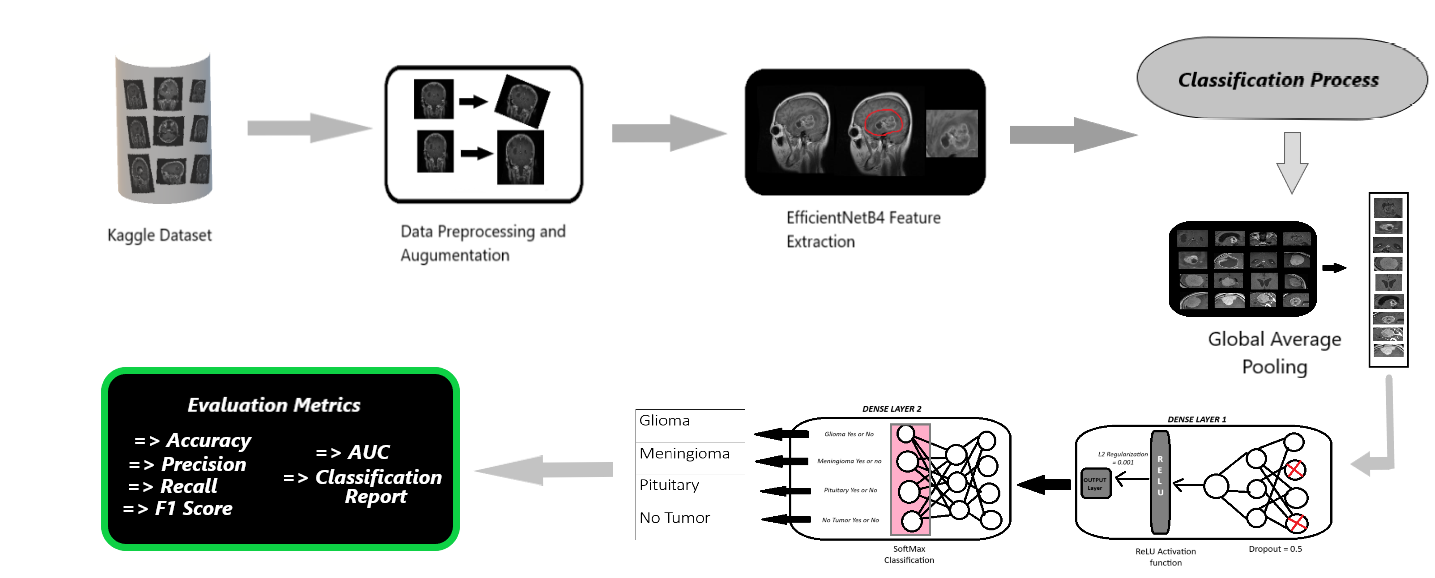 Classification Process
Kaggle Dataset
Data Preprocessing and
Augumentation
EfficientNetB4 Feature
Extraction
Global Average
Pooling
DENSE LAYER 1
L2 Regularization
= 0.001
OUTPUT
Layer
R
E
L
U
ReLU Activation
function
Dropout = 0.5
DENSE LAYER 2
Glioma Yes or No
Meningioma Yes or no
Pituitary Yes or No
No Tumor Yes or No
SoftMax
Classification
Glioma
Meningioma
Pituitary
No Tumor
Evaluation Metrics
=> Accuracy
=> Precision
=> Recall
=> F1 Score
=> AUC
=> Classification
Report